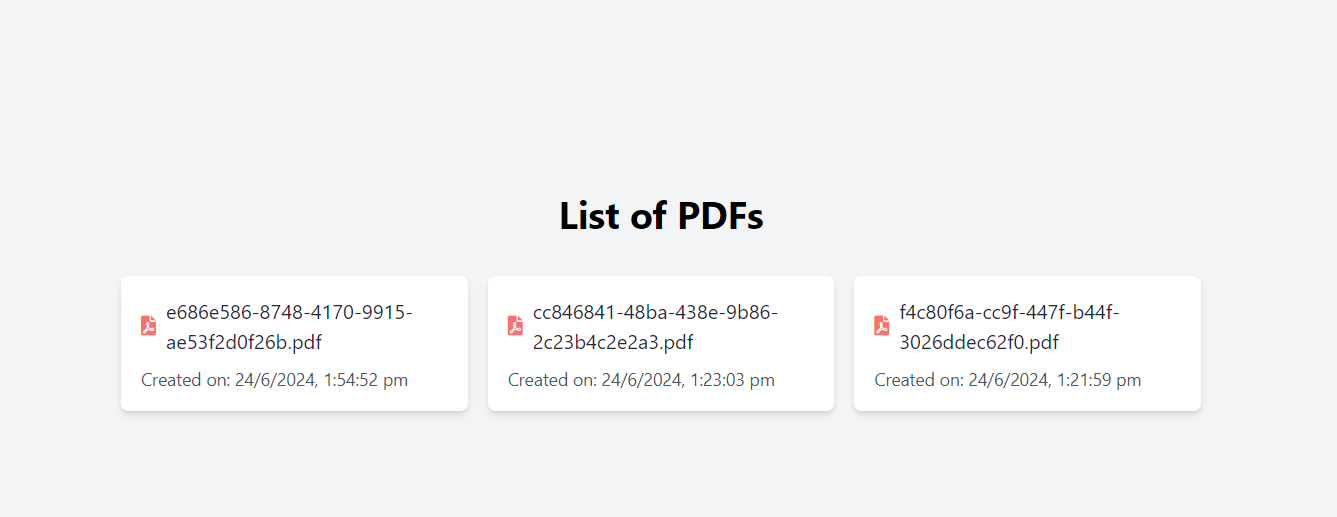 List of PDFs
e686e586-8748-4170-9915-
ae53f2d0f26b.pdf
Created on: 24/6/2024, 1:54:52 pm
cc846841-48ba-438e-9b86-
2c23b4c2e2a3.pdf
Created on: 24/6/2024, 1:23:03 pm
f4c80f6a-cc9f-447f-b44f-
3026ddec62f0.pdf
Created on: 24/6/2024, 1:21:59 pm